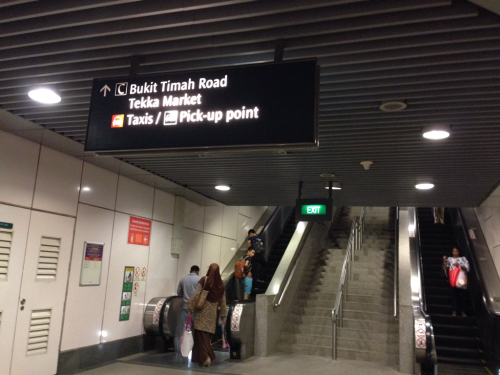 C Bukit Timah Road
Tekka Market
Taxis / Pick-up point
EXIT